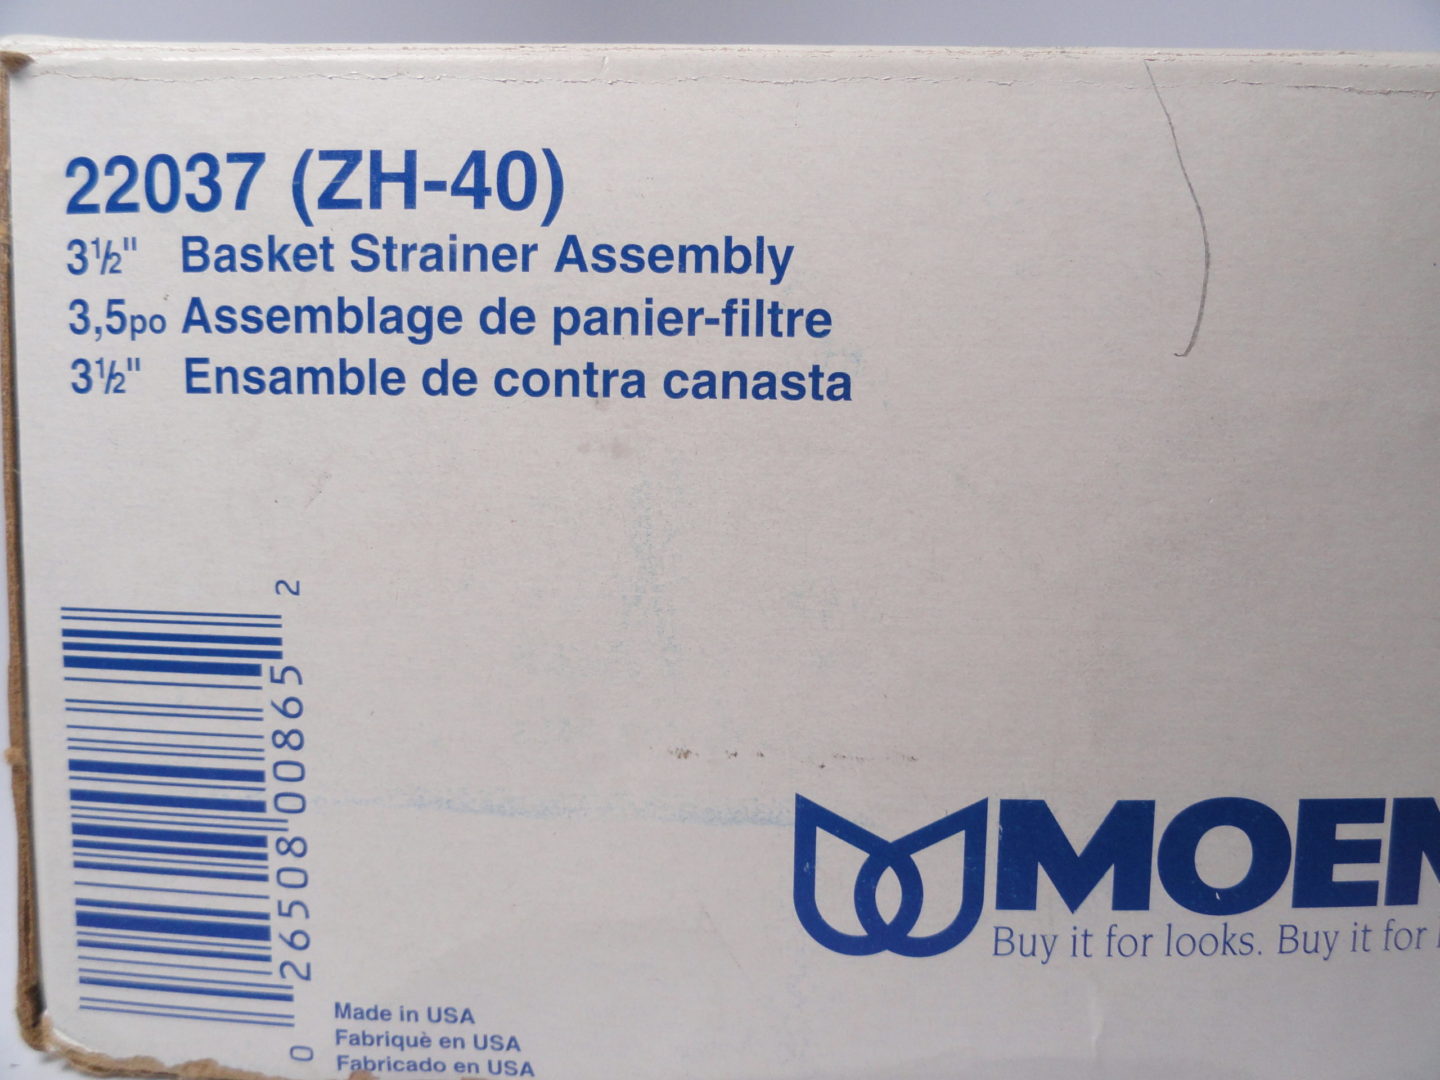 22037 (ZH-40)
3½" Basket Strainer Assembly
3,5po Assemblage de panier-filtre
3½" Ensamble de contra canasta
0 26508 00865 2
MOEN
Buy it for looks. Buy it for
Made in USA
Fabriquè en USA
Fabricado en USA